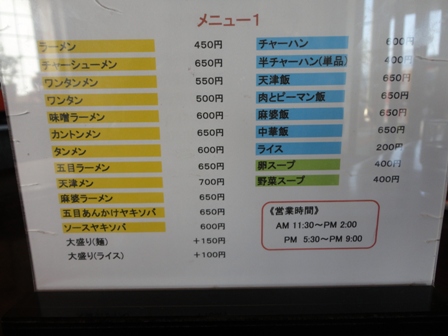 メニュー1
ラーメン 450円
チャーシューメン 650円
ワンタンメン 550円
ワンタン 500円
味噌ラーメン 600円
カントンメン 650円
タンメン 600円
五目ラーメン 650円
天津メン 700円
麻婆ラーメン 650円
五目あんかけヤキソバ 650円
ソースヤキソバ 600円
大盛り(麺) +150円
大盛り(ライス) +100円
チャーハン 600円
半チャーハン(単品) 400円
天津飯 650円
肉とピーマン飯 650円
麻婆飯 650円
中華飯 650円
ライス 200円
卵スープ 400円
野菜スープ 400円
《営業時間》
AM 11:30～PM 2:00
PM 5:30～PM 9:00